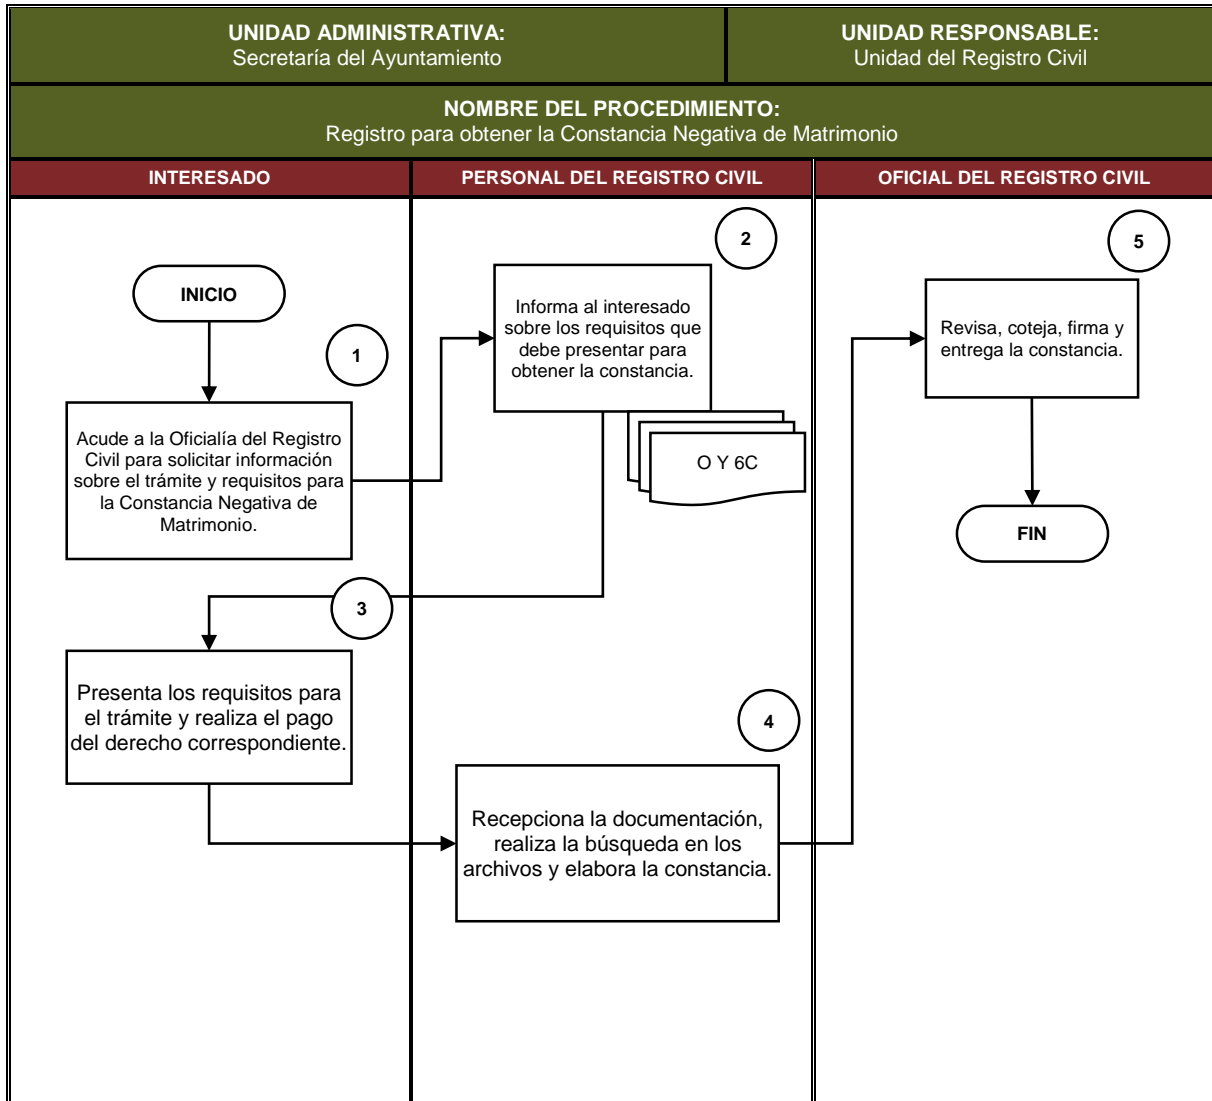 UNIDAD ADMINISTRATIVA:
Secretaría del Ayuntamiento
UNIDAD RESPONSABLE:
Unidad del Registro Civil
NOMBRE DEL PROCEDIMIENTO:
Registro para obtener la Constancia Negativa de Matrimonio
INTERESADO
PERSONAL DEL REGISTRO CIVIL
OFICIAL DEL REGISTRO CIVIL
INICIO
1
Acude a la Oficialía del Registro
Civil para solicitar información
sobre el trámite y requisitos para
la Constancia Negativa de
Matrimonio.
2
Informa al interesado
sobre los requisitos que
debe presentar para
obtener la constancia.
O Y 6C
3
Presenta los requisitos para
el trámite y realiza el pago
del derecho correspondiente.
4
Recepciona la documentación,
realiza la búsqueda en los
archivos y elabora la constancia.
5
Revisa, coteja, firma y
entrega la constancia.
FIN